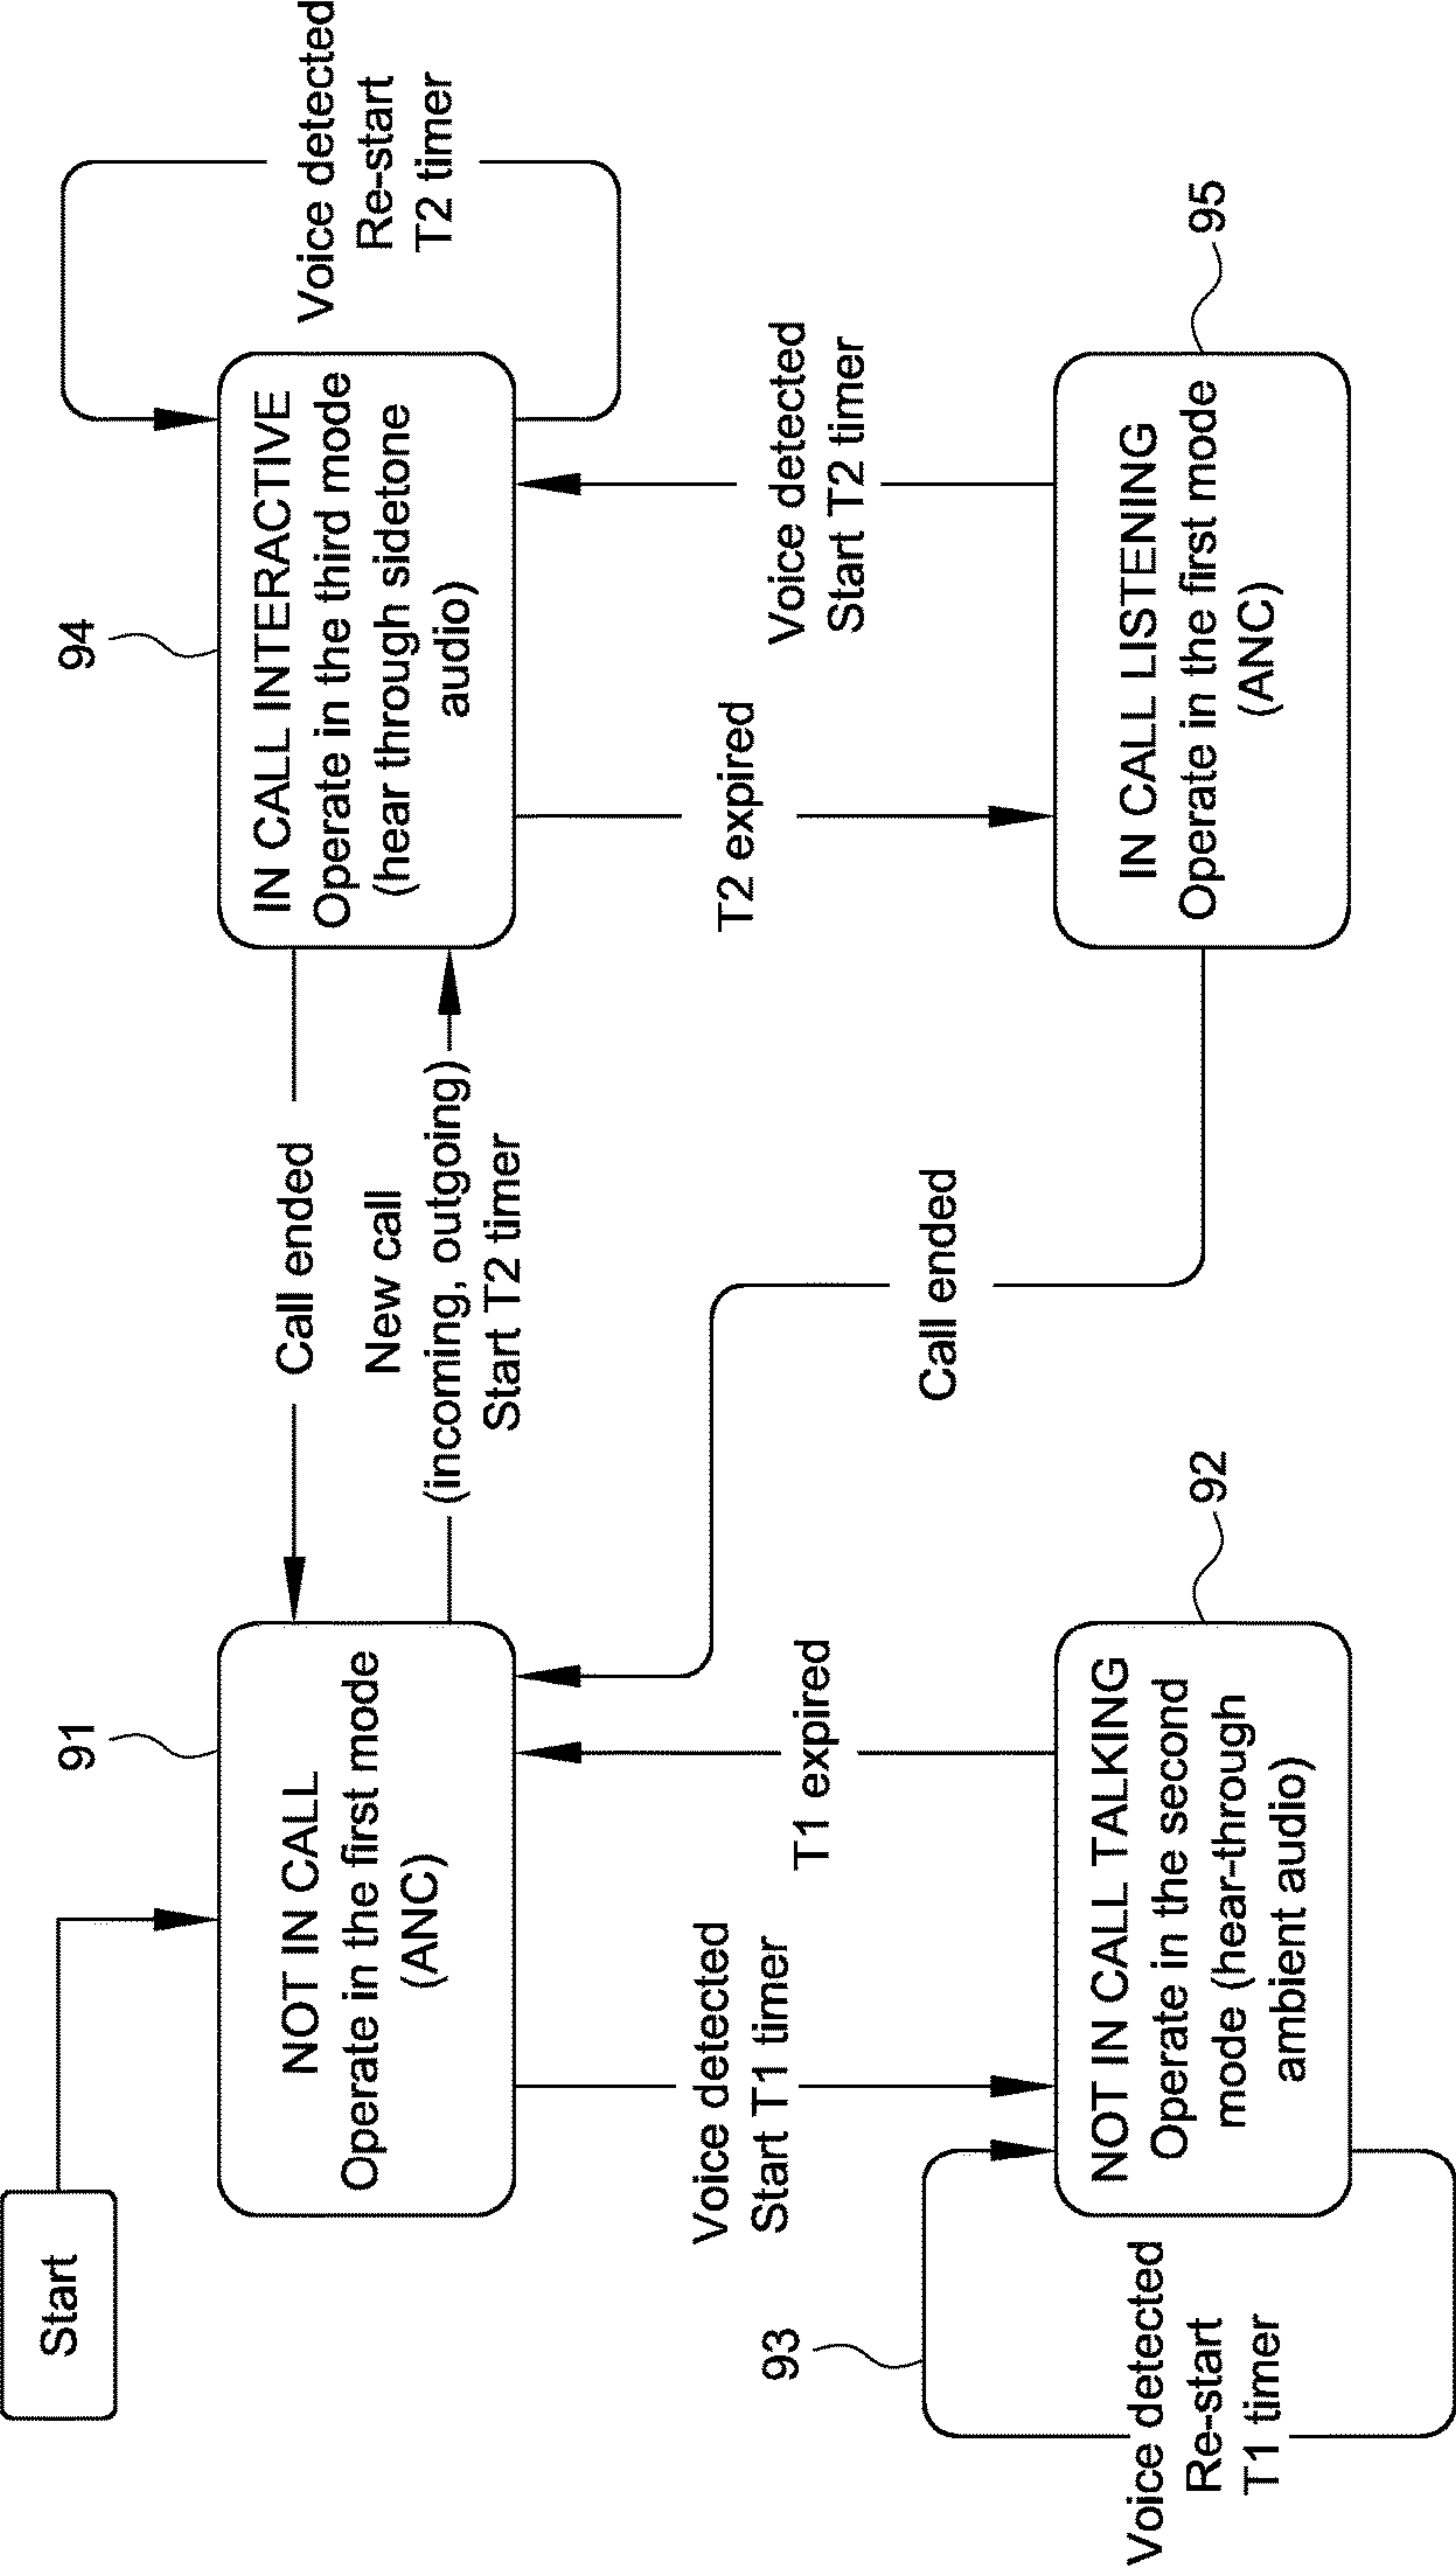 Start
91
NOT IN CALL
Operate in the first mode
(ANC)
Call ended
New call
(incoming, outgoing)
Start T2 timer
94
IN CALL INTERACTIVE
Operate in the third mode
(hear through sidetone
audio)
Voice detected
Re-start
T2 timer
Voice detected
Start T1 timer
T1 expired
Call ended
T2 expired
Voice detected
Start T2 timer
93
Voice detected
Re-start
T1 timer
92
NOT IN CALL TALKING
Operate in the second
mode (hear-through
ambient audio)
95
IN CALL LISTENING
Operate in the first mode
(ANC)